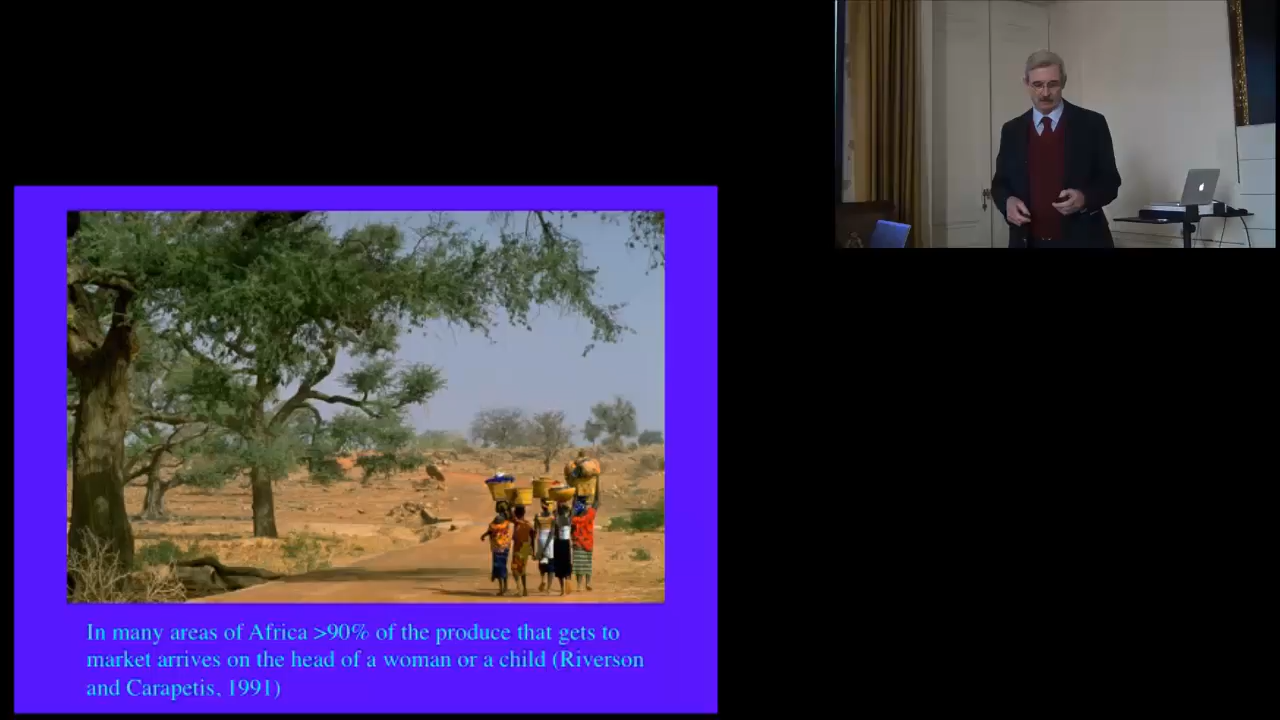 In many areas of Africa >90% of the produce that gets to
market arrives on the head of a woman or a child (Riverson
and Carapetis, 1991)